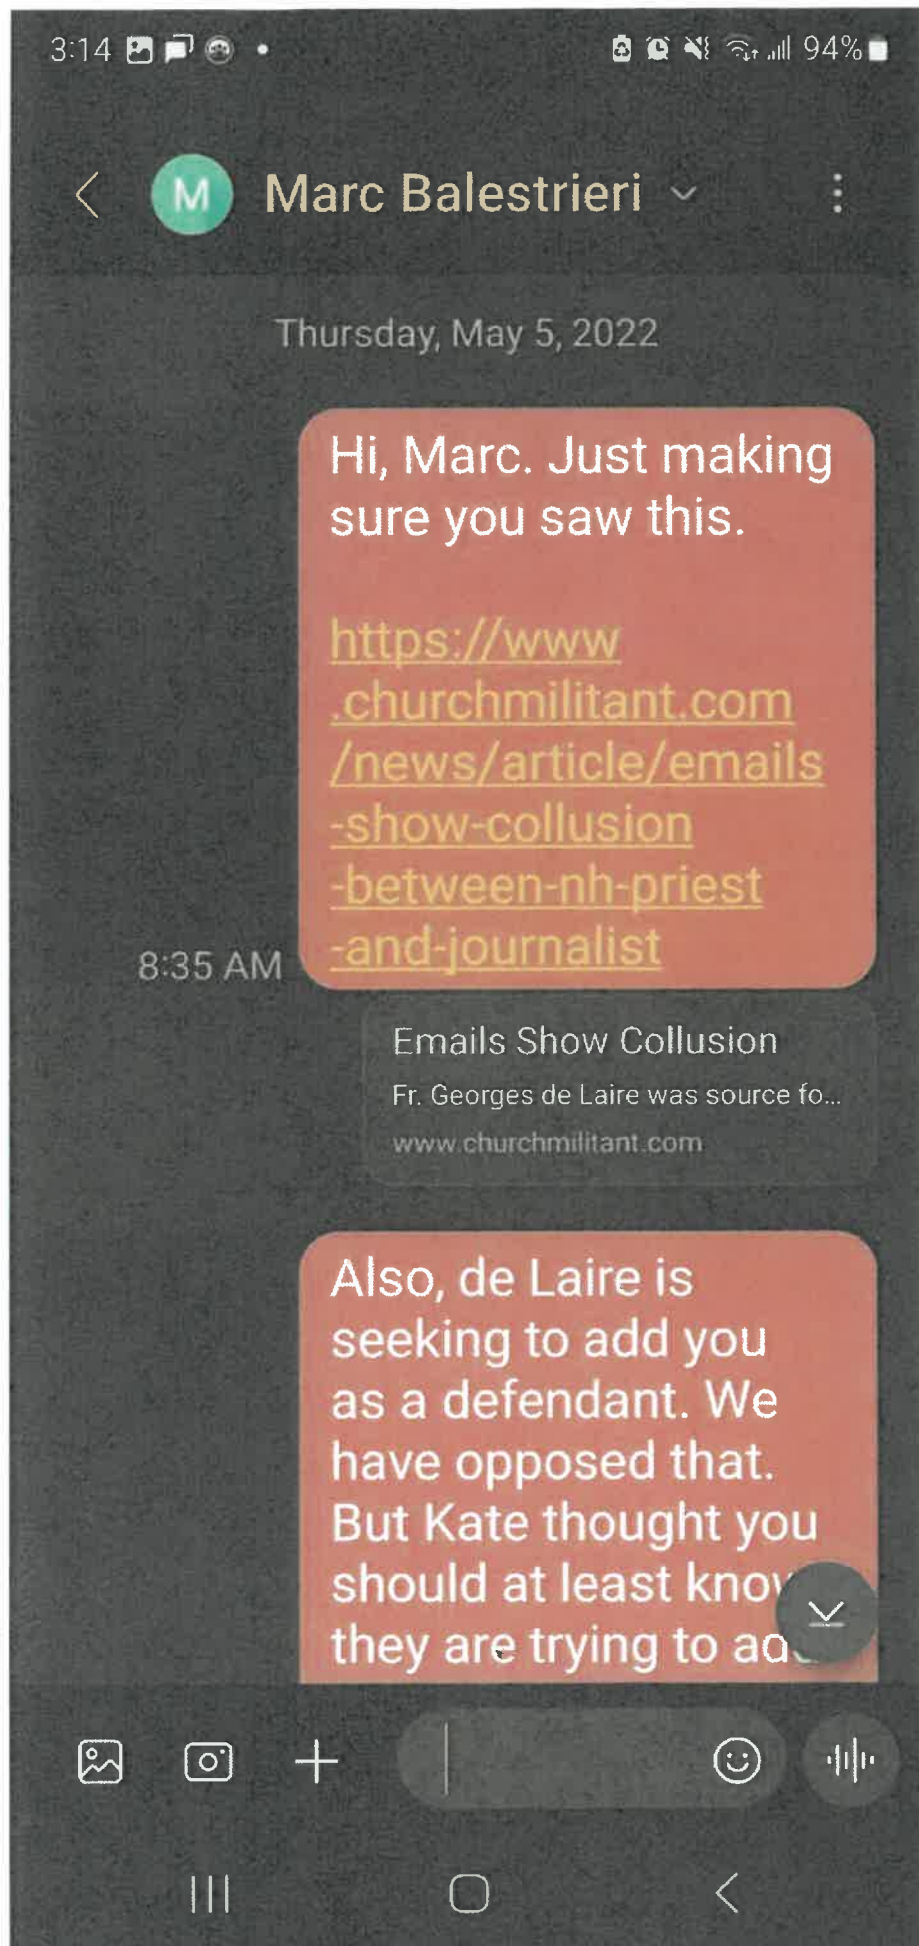 3:14
94%
M Marc Balestrieri
Thursday, May 5, 2022
Hi, Marc. Just making
sure you saw this.
https://www
.churchmilitant.com
/news/article/emails
-show-collusion
-between-nh-priest
-and-journalist
8:35 AM
Emails Show Collusion
Fr. Georges de Laire was source fo...
www.churchmilitant.com
Also, de Laire is
seeking to add you
as a defendant. We
have opposed that.
But Kate thought you
should at least
they are trying to